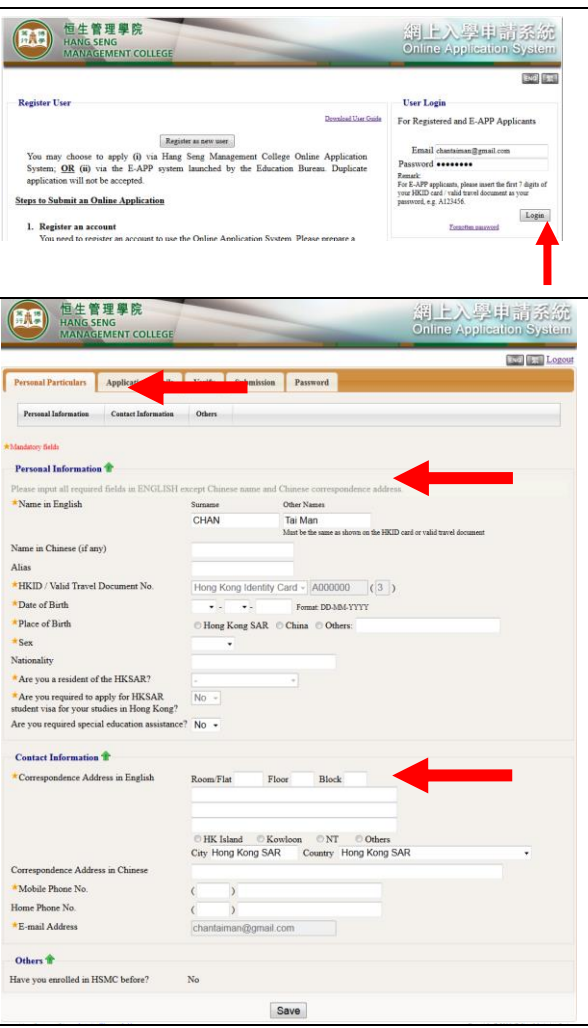 恒生管理學院
HANG SENG
MANAGEMENT COLLEGE
網上入學申請系統
Online Application System
Register User
Download User Guide
Register as new user
You may choose to apply (i) via Hang Seng Management College Online Application
System; OR (ii) via the E-APP system launched by the Education Bureau. Duplicate
application will not be accepted.
Steps to Submit an Online Application
1. Register an account
You need to register an account to use the Online Application System. Please prepare a
User Login
For Registered and E-APP Applicants
Email chantaiman@gmail.com
Password ••••••••
Remark:
For E-APP applicants, please insert the first 7 digits of
your HKID card / valid travel document as your
password, e.g. A123456.
Login
Forgotten password
恒生管理學院
HANG SENG
MANAGEMENT COLLEGE
網上入學申請系統
Online Application System
Logout
Personal Particulars Submission Password
Personal Information Contact Information Others
*Mandatory fields
Personal Information
Please input all required fields in ENGLISH except Chinese name and Chinese correspondence address.
*Name in English Surname Other Names
CHAN Tai Man
Must be the same as shown on the HKID card or valid travel document
Name in Chinese (if any)
Alias
*HKID / Valid Travel Document No. Hong Kong Identity Card A000000 ( 3 )
*Date of Birth - - Format: DD-MM-YYYY
*Place of Birth Hong Kong SAR China Others:
*Sex
Nationality
*Are you a resident of the HKSAR? -
*Are you required to apply for HKSAR No
student visa for your studies in Hong Kong?
Are you required special education assistance? No
Contact Information
*Correspondence Address in English Room/Flat Floor Block
HK Island Kowloon NT Others
City Hong Kong SAR Country Hong Kong SAR
Correspondence Address in Chinese
*Mobile Phone No. ( )
Home Phone No. ( )
*E-mail Address chantaiman@gmail.com
Others
Have you enrolled in HSMC before? No
Save